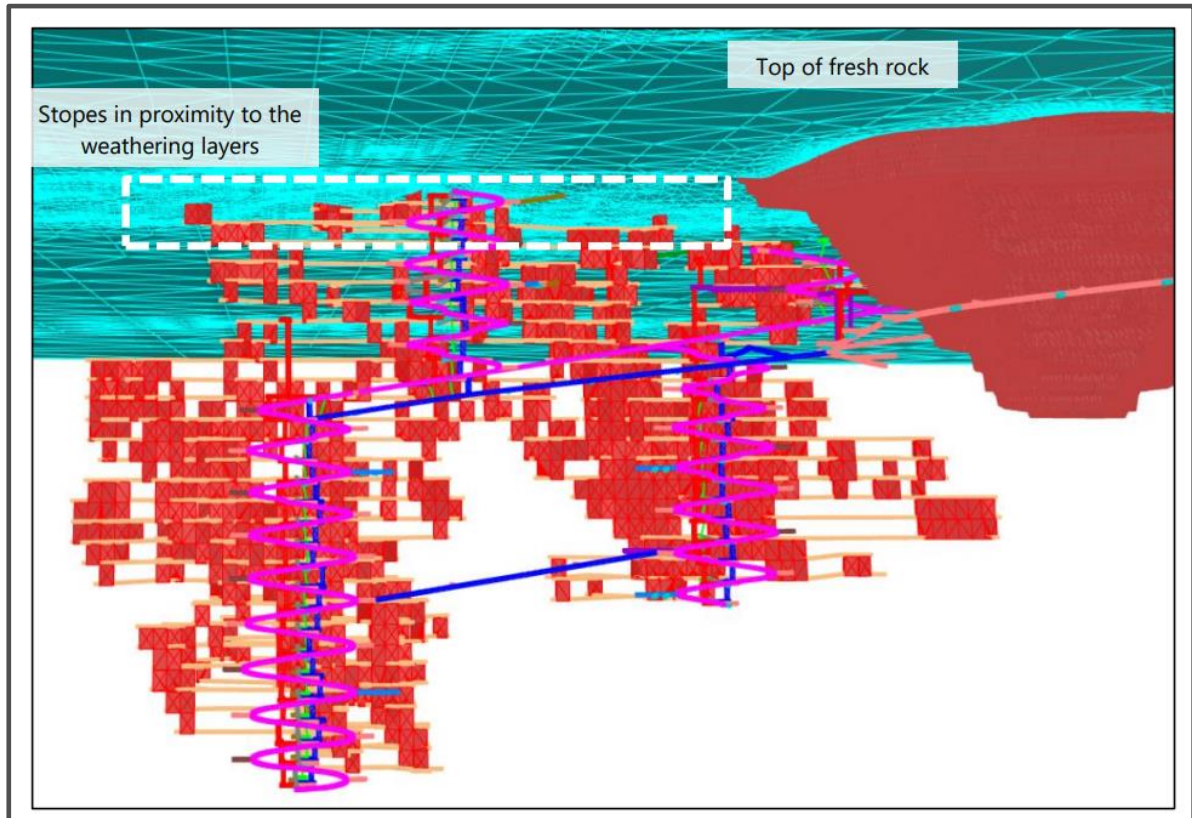 Top of fresh rock
Stopes in proximity to the
weathering layers